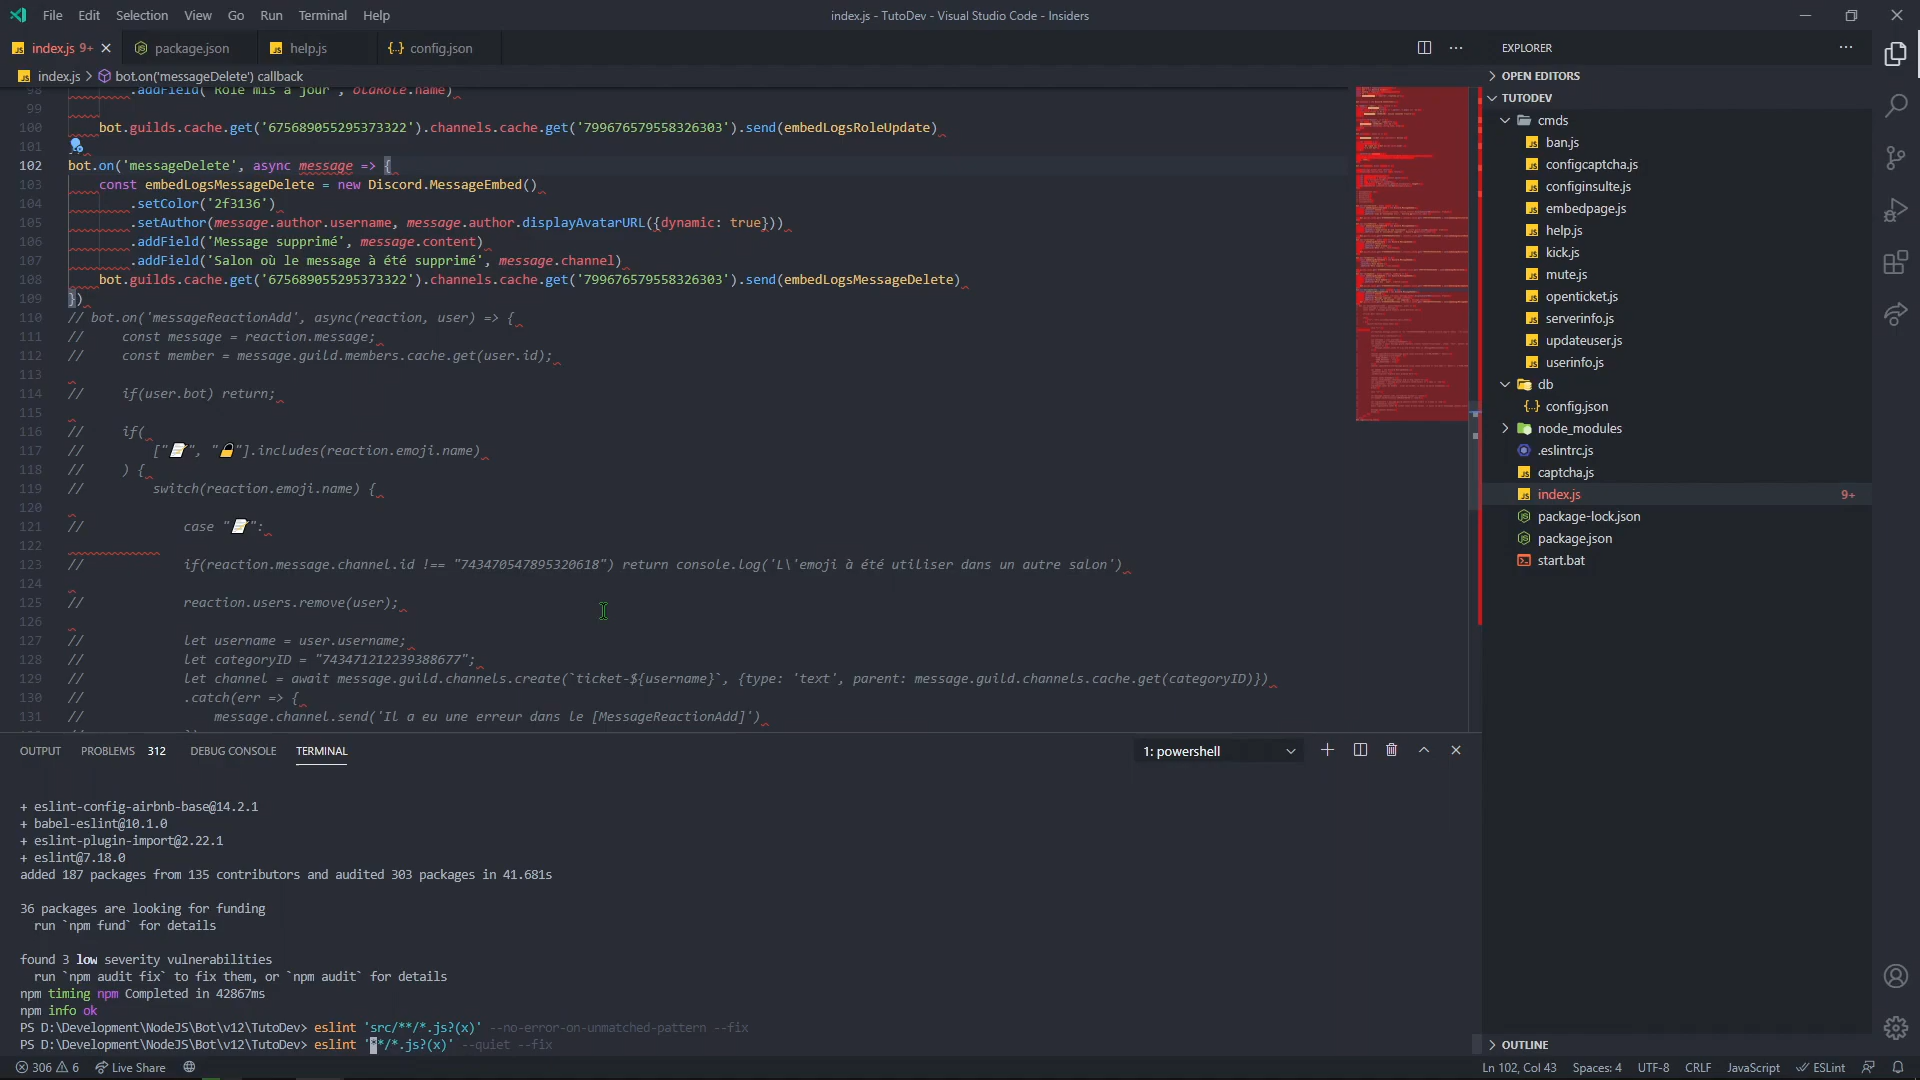 File Edit Selection View Go Run Terminal Help
index.js - TutoDev - Visual Studio Code - Insiders
index.js 9+
package.json
help.js
config.json
index.js > bot.on('messageDelete') callback
98 .addField('Role mis à jour', oldRole.name)
99
100 bot.guilds.cache.get('675689055295373322').channels.cache.get('799676579558326303').send(embedLogsRoleUpdate)
101
102 bot.on('messageDelete', async message => {
103 const embedLogsMessageDelete = new Discord.MessageEmbed()
104 .setColor('2f3136')
105 .setAuthor(message.author.username, message.author.displayAvatarURL({dynamic: true}))
106 .addField('Message supprimé', message.content)
107 .addField('Salon où le message à été supprimé', message.channel)
108 bot.guilds.cache.get('675689055295373322').channels.cache.get('799676579558326303').send(embedLogsMessageDelete)
109 })
110 // bot.on('messageReactionAdd', async(reaction, user) => {
111 // const message = reaction.message;
112 // const member = message.guild.members.cache.get(user.id);
113
114 // if(user.bot) return;
115
116 // if(
117 // ["📝", "🔒"].includes(reaction.emoji.name)
118 // ) {
119 // switch(reaction.emoji.name) {
120
121 // case "📝":
122
123 // if(reaction.message.channel.id !== "743470547895320618") return console.log('L\'emoji à été utiliser dans un autre salon')
124
125 // reaction.users.remove(user);
126
127 // let username = user.username;
128 // let categoryID = "743471212239388677";
129 // let channel = await message.guild.channels.create(`ticket-${username}`, {type: 'text', parent: message.guild.channels.cache.get(categoryID)})
130 // .catch(err => {
131 // message.channel.send('Il a eu une erreur dans le [MessageReactionAdd]')
OUTPUT PROBLEMS 312 DEBUG CONSOLE TERMINAL
1: powershell
+ eslint-config-airbnb-base@14.2.1
+ babel-eslint@10.1.0
+ eslint-plugin-import@2.22.1
+ eslint@7.18.0
added 187 packages from 135 contributors and audited 303 packages in 41.681s
36 packages are looking for funding
run `npm fund` for details
found 3 low severity vulnerabilities
run `npm audit fix` to fix them, or `npm audit` for details
npm timing npm Completed in 42867ms
npm info ok
PS D:\Development\NodeJS\Bot\v12\TutoDev> eslint 'src/**/*.js?(x)' --no-error-on-unmatched-pattern --fix
PS D:\Development\NodeJS\Bot\v12\TutoDev> eslint '**/*.js?(x)' --quiet --fix
EXPLORER
OPEN EDITORS
TUTODEV
cmds
ban.js
configcaptcha.js
configinsulte.js
embedpage.js
help.js
kick.js
mute.js
openticket.js
serverinfo.js
updateuser.js
userinfo.js
db
config.json
node_modules
.eslintrc.js
captcha.js
index.js 9+
package-lock.json
package.json
start.bat
OUTLINE
306 6 Live Share
Ln 102, Col 43 Spaces: 4 UTF-8 CRLF JavaScript ESLint